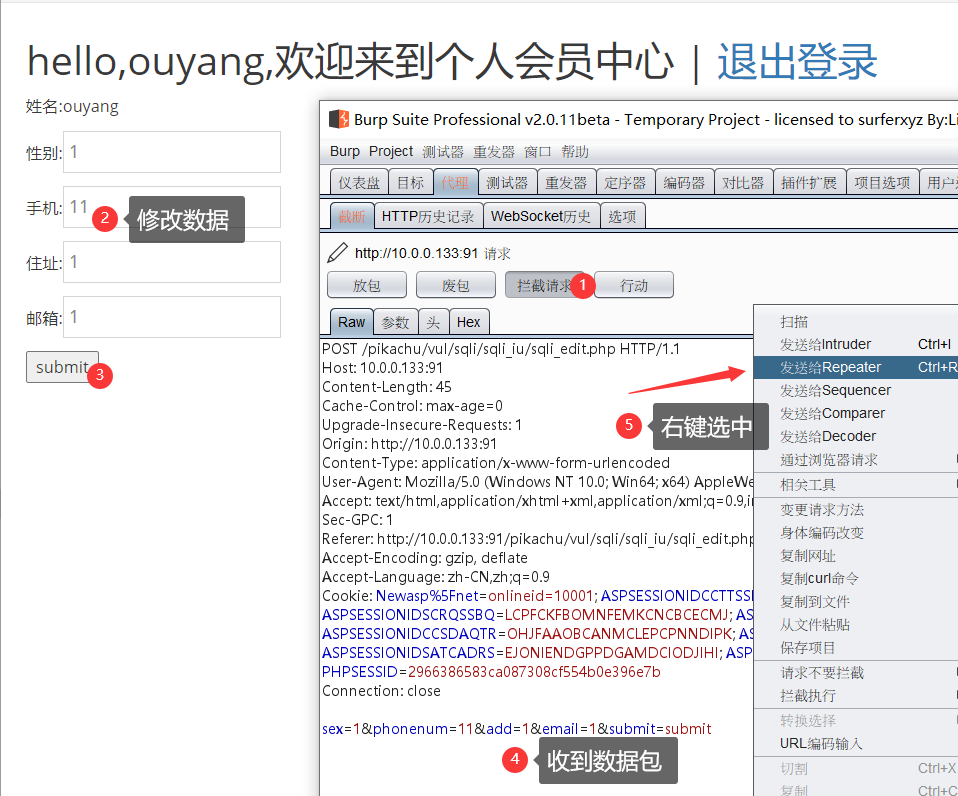 hello,ouyang,欢迎来到个人会员中心 | 退出登录
姓名:ouyang
性别: 1
手机: 11
2 修改数据
住址: 1
邮箱: 1
submit
3
Burp Suite Professional v2.0.11beta - Temporary Project - licensed to surferxyz By:Li
Burp Project 测试器 重发器 窗口 帮助
仪表盘 目标 代理 测试器 重发器 定序器 编码器 对比器 插件扩展 项目选项 用户
截断 HTTP历史记录 WebSocket历史 选项
http://10.0.0.133:91 请求
放包 废包 拦截请求 1 行动
Raw 参数 头 Hex
POST /pikachu/vul/sqli/sqli_iu/sqli_edit.php HTTP/1.1
Host: 10.0.0.133:91
Content-Length: 45
Cache-Control: max-age=0
Upgrade-Insecure-Requests: 1
Origin: http://10.0.0.133:91
Content-Type: application/x-www-form-urlencoded
User-Agent: Mozilla/5.0 (Windows NT 10.0; Win64; x64) AppleWe
Accept: text/html,application/xhtml+xml,application/xml;q=0.9,i
Sec-GPC: 1
Referer: http://10.0.0.133:91/pikachu/vul/sqli/sqli_iu/sqli_edit.php
Accept-Encoding: gzip, deflate
Accept-Language: zh-CN,zh;q=0.9
Cookie: Newasp%5Fnet=onlineid=10001; ASPSESSIONIDCCTTSS
ASPSESSIONIDSCRQSSBQ=LCPFCKFBOMNFEMKCNCBCECMJ; AS
ASPSESSIONIDCCSDAQTR=OHJFAAOBCANMCLEPCPNNDIPK; AS
ASPSESSIONIDSATCADRS=EJONIENDGPPDGAMDCIODJIHI; ASP
PHPSESSID=2966386583ca087308cf554b0e396e7b
Connection: close
sex=1&phonenum=11&add=1&email=1&submit=submit
4 收到数据包
5 右键选中
扫描
发送给Intruder Ctrl+I
发送给Repeater Ctrl+R
发送给Sequencer
发送给Comparer
发送给Decoder
通过浏览器请求
相关工具
变更请求方法
身体编码改变
复制网址
复制curl命令
复制到文件
从文件粘贴
保存项目
请求不要拦截
拦截执行
转换选择
URL编码输入
切割 Ctrl+X
复制 Ctrl+C